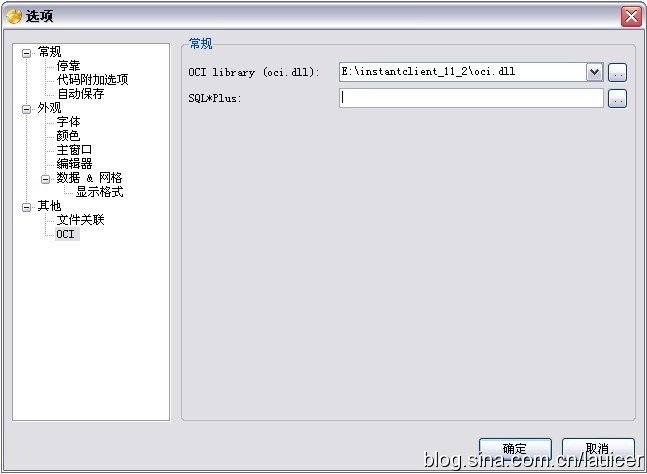 选项
常规
停靠
代码附加选项
自动保存
外观
字体
颜色
主窗口
编辑器
数据 & 网格
显示格式
其他
文件关联
OCI
常规
OCI library (oci.dll):
E:\instantclient_11_2\oci.dll
..
SQL*Plus:
..
确定
取消
blog.sina.com.cn/lauicer